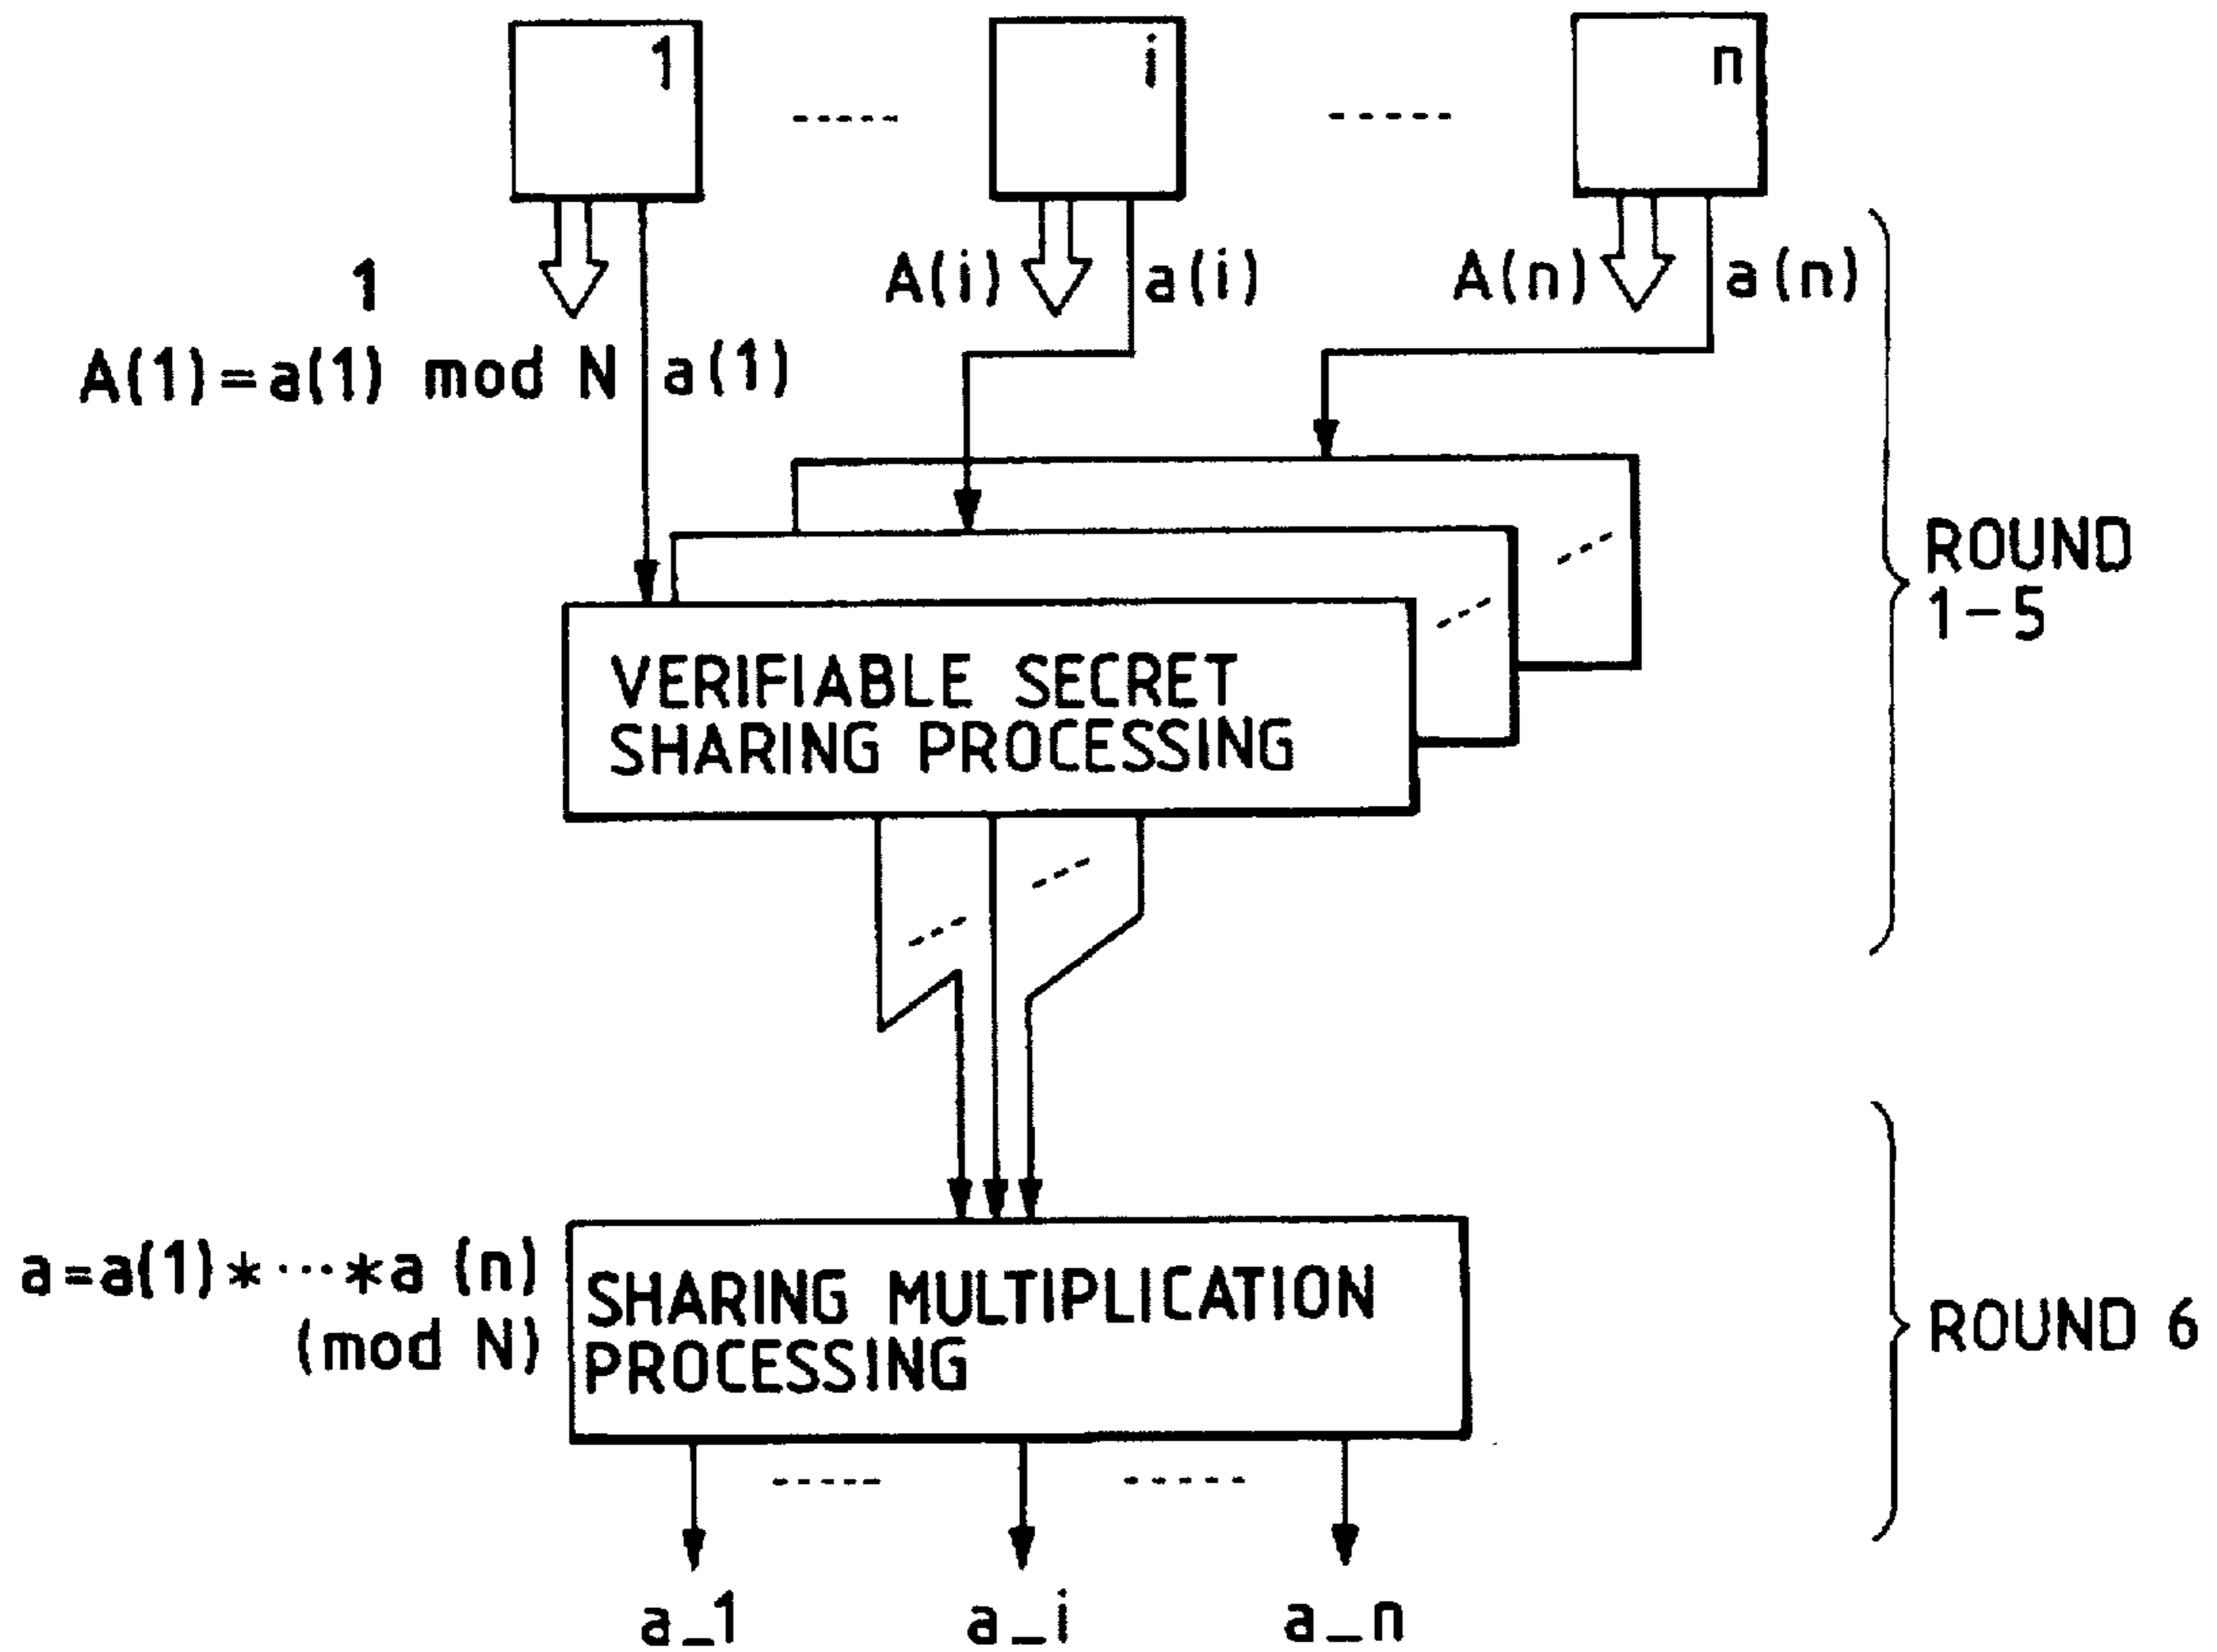 1
i
n
1
A(1)=a(1) mod N
a(1)
A(i)
a(i)
A(n)
a(n)
VERIFIABLE SECRET
SHARING PROCESSING
ROUND
1-5
a=a(1)*...*a (n)
(mod N)
SHARING MULTIPLICATION
PROCESSING
ROUND 6
a_1
a_i
a_n